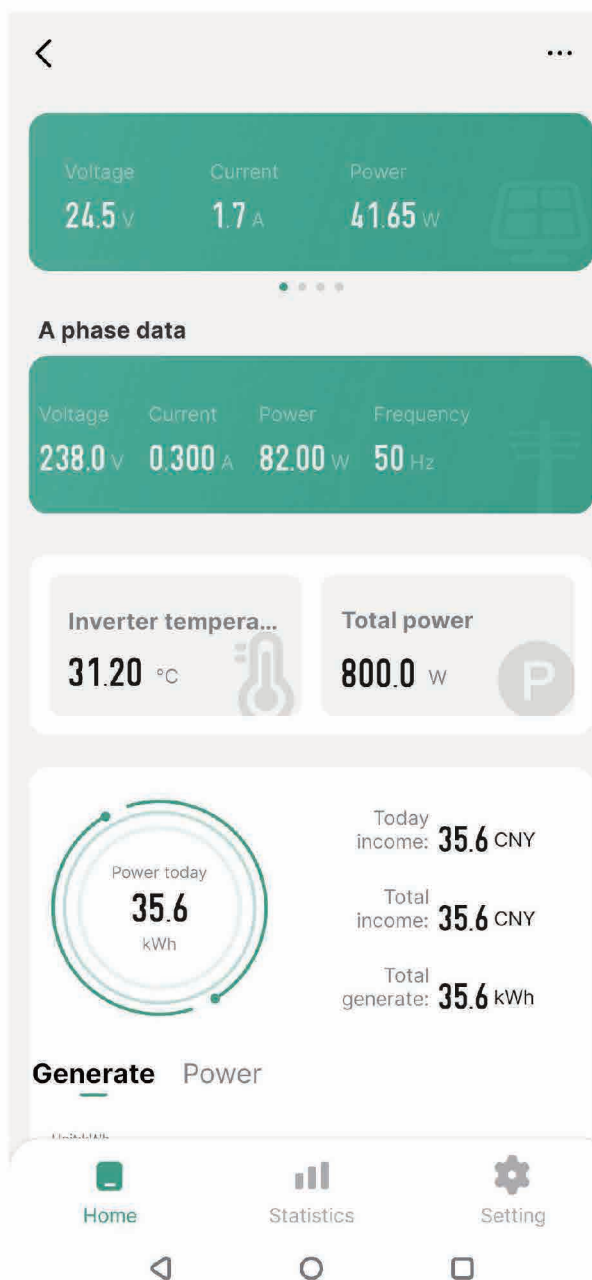 Voltage Current Power
24.5 V 1.7 A 41.65 W
A phase data
Voltage Current Power Frequency
238.0 V 0.300 A 82.00 W 50 Hz
Inverter tempera... Total power
31.20 °C 800.0 W
P
Power today
35.6
kWh
Today
income: 35.6 CNY
Total
income: 35.6 CNY
Total
generate: 35.6 kWh
Generate Power
Home Statistics Setting